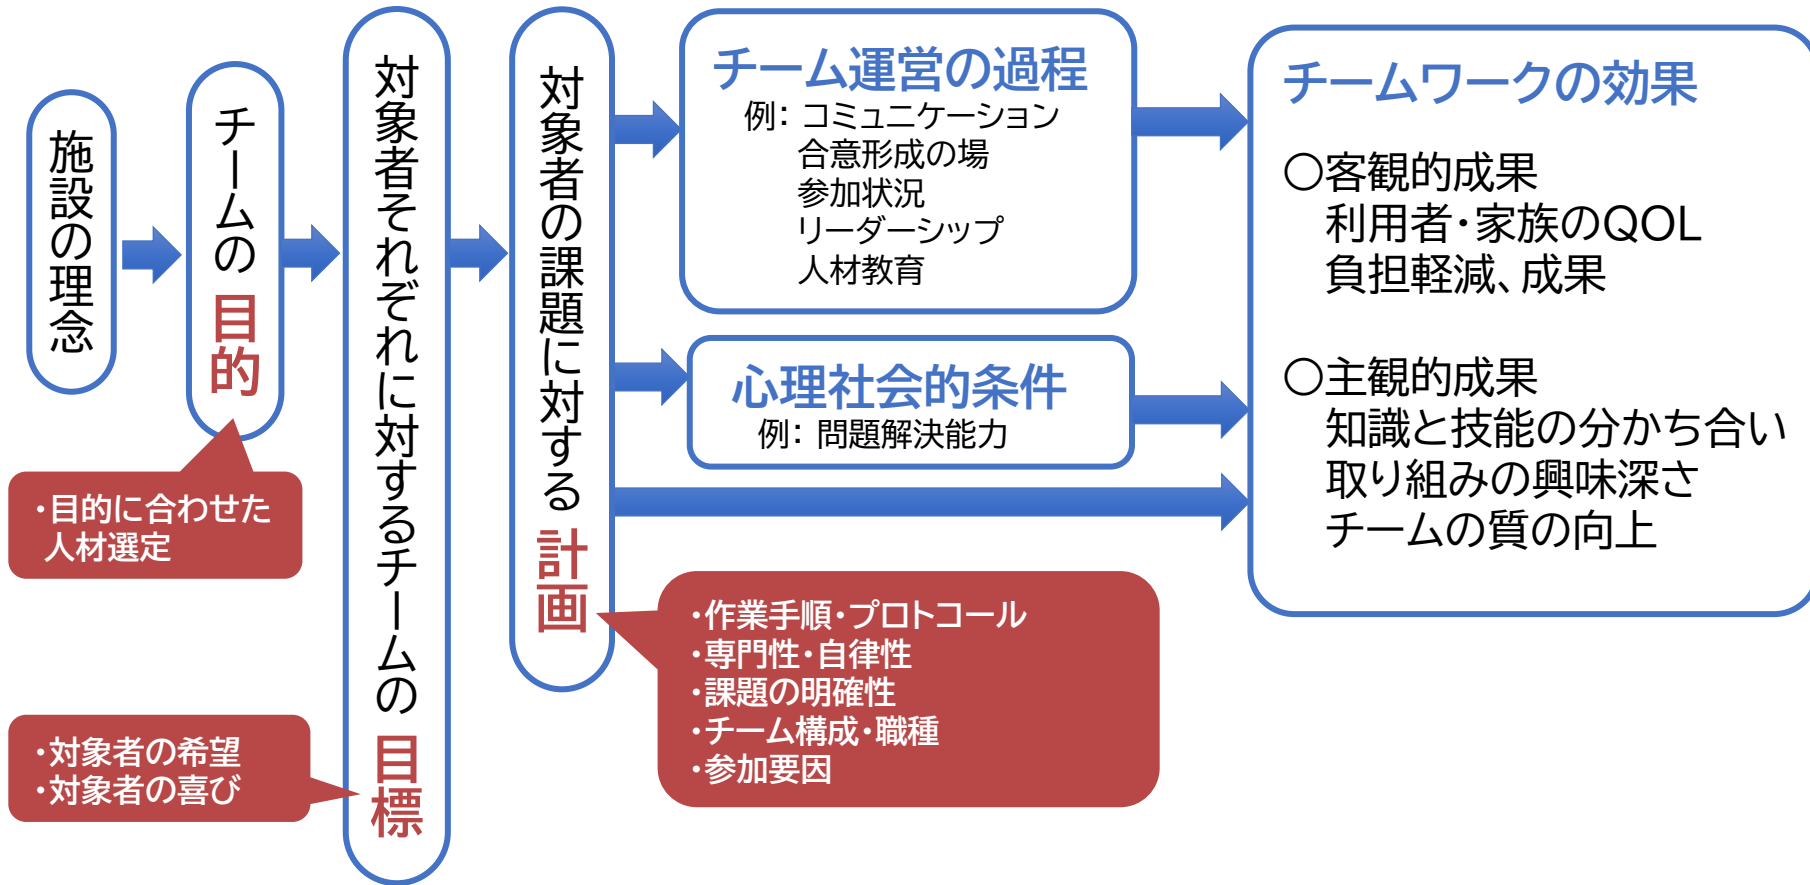 施設の理念
チームの 目的
・目的に合わせた
人材選定
対象者それぞれに対するチームの 目標
・対象者の希望
・対象者の喜び
対象者の課題に対する 計画
・作業手順・プロトコール
・専門性・自律性
・課題の明確性
・チーム構成・職種
・参加要因
チーム運営の過程
例：コミュニケーション
合意形成の場
参加状況
リーダーシップ
人材教育
心理社会的条件
例：問題解決能力
チームワークの効果
○客観的成果
利用者・家族のQOL
負担軽減、成果
○主観的成果
知識と技能の分かち合い
取り組みの興味深さ
チームの質の向上